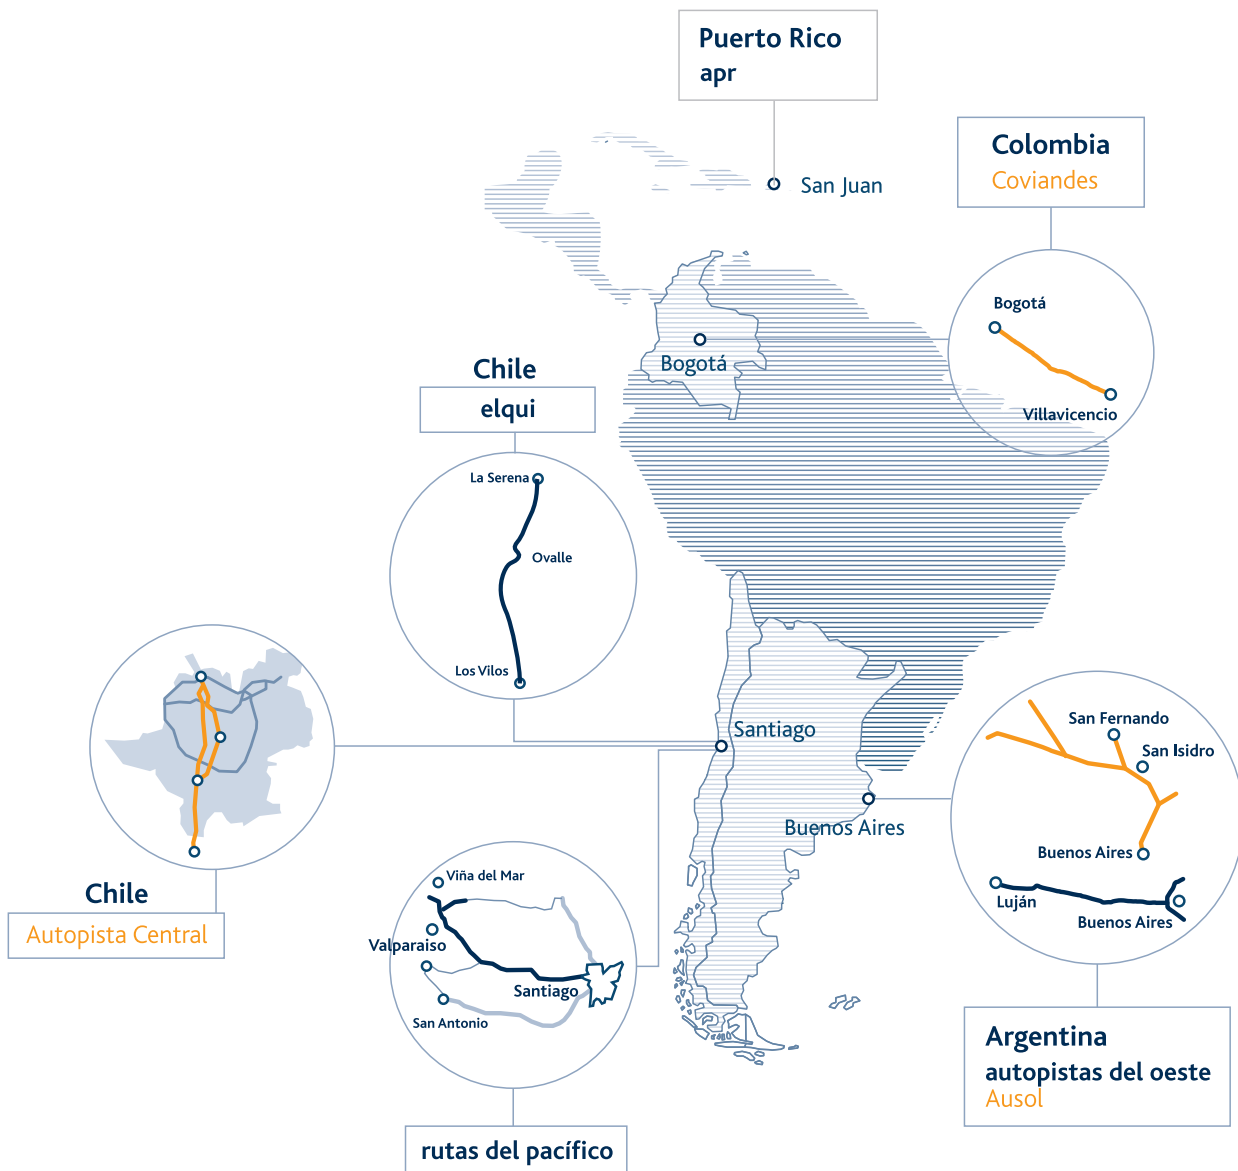 Puerto Rico
apr
San Juan
Colombia
Coviandes
Bogotá
Villavicencio
Bogotá
Chile
elqui
La Serena
Ovalle
Los Vilos
Santiago
Buenos Aires
San Fernando
San Isidro
Buenos Aires
Luján
Buenos Aires
Chile
Autopista Central
Viña del Mar
Valparaiso
Santiago
San Antonio
Argentina
autopistas del oeste
Ausol
rutas del pacífico